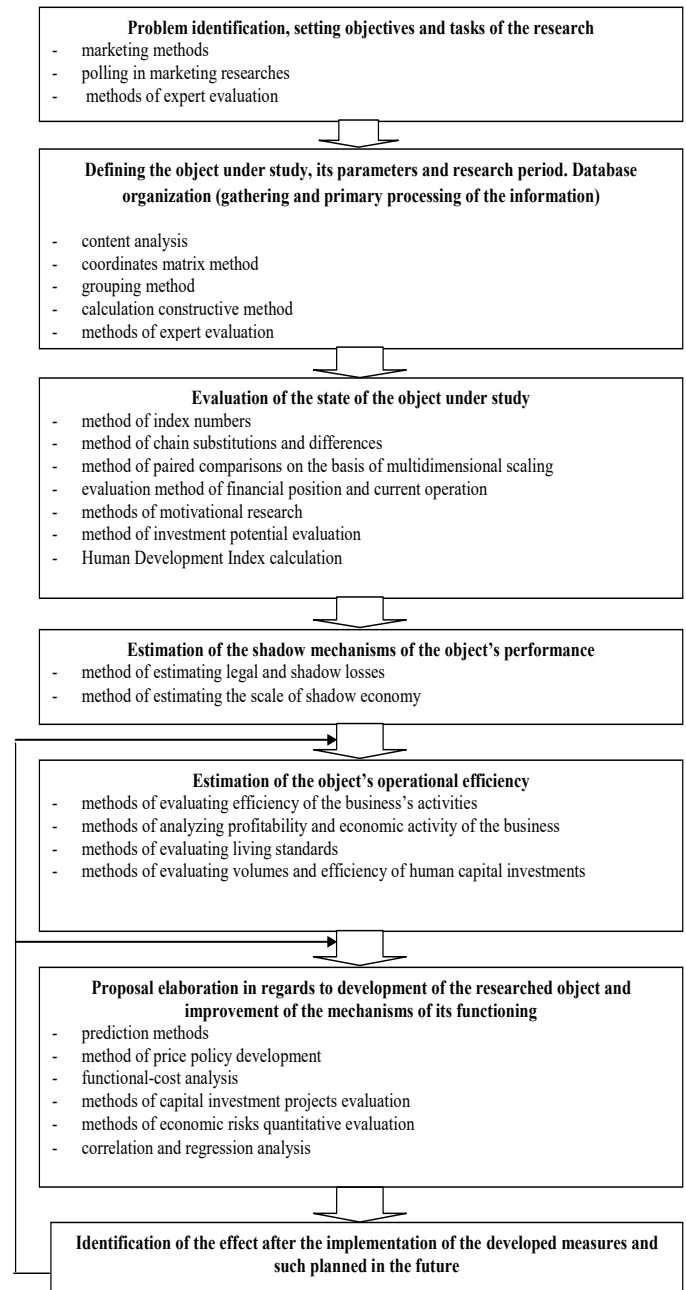 Problem identification, setting objectives and tasks of the research
- marketing methods
- polling in marketing researches
- methods of expert evaluation
Defining the object under study, its parameters and research period. Database
organization (gathering and primary processing of the information)
- content analysis
- coordinates matrix method
- grouping method
- calculation constructive method
- methods of expert evaluation
Evaluation of the state of the object under study
- method of index numbers
- method of chain substitutions and differences
- method of paired comparisons on the basis of multidimensional scaling
- evaluation method of financial position and current operation
- methods of motivational research
- method of investment potential evaluation
- Human Development Index calculation
Estimation of the shadow mechanisms of the object's performance
- method of estimating legal and shadow losses
- method of estimating the scale of shadow economy
Estimation of the object's operational efficiency
- methods of evaluating efficiency of the business's activities
- methods of analyzing profitability and economic activity of the business
- methods of evaluating living standards
- methods of evaluating volumes and efficiency of human capital investments
Proposal elaboration in regards to development of the researched object and
improvement of the mechanisms of its functioning
- prediction methods
- method of price policy development
- functional-cost analysis
- methods of capital investment projects evaluation
- methods of economic risks quantitative evaluation
- correlation and regression analysis
Identification of the effect after the implementation of the developed measures and
such planned in the future